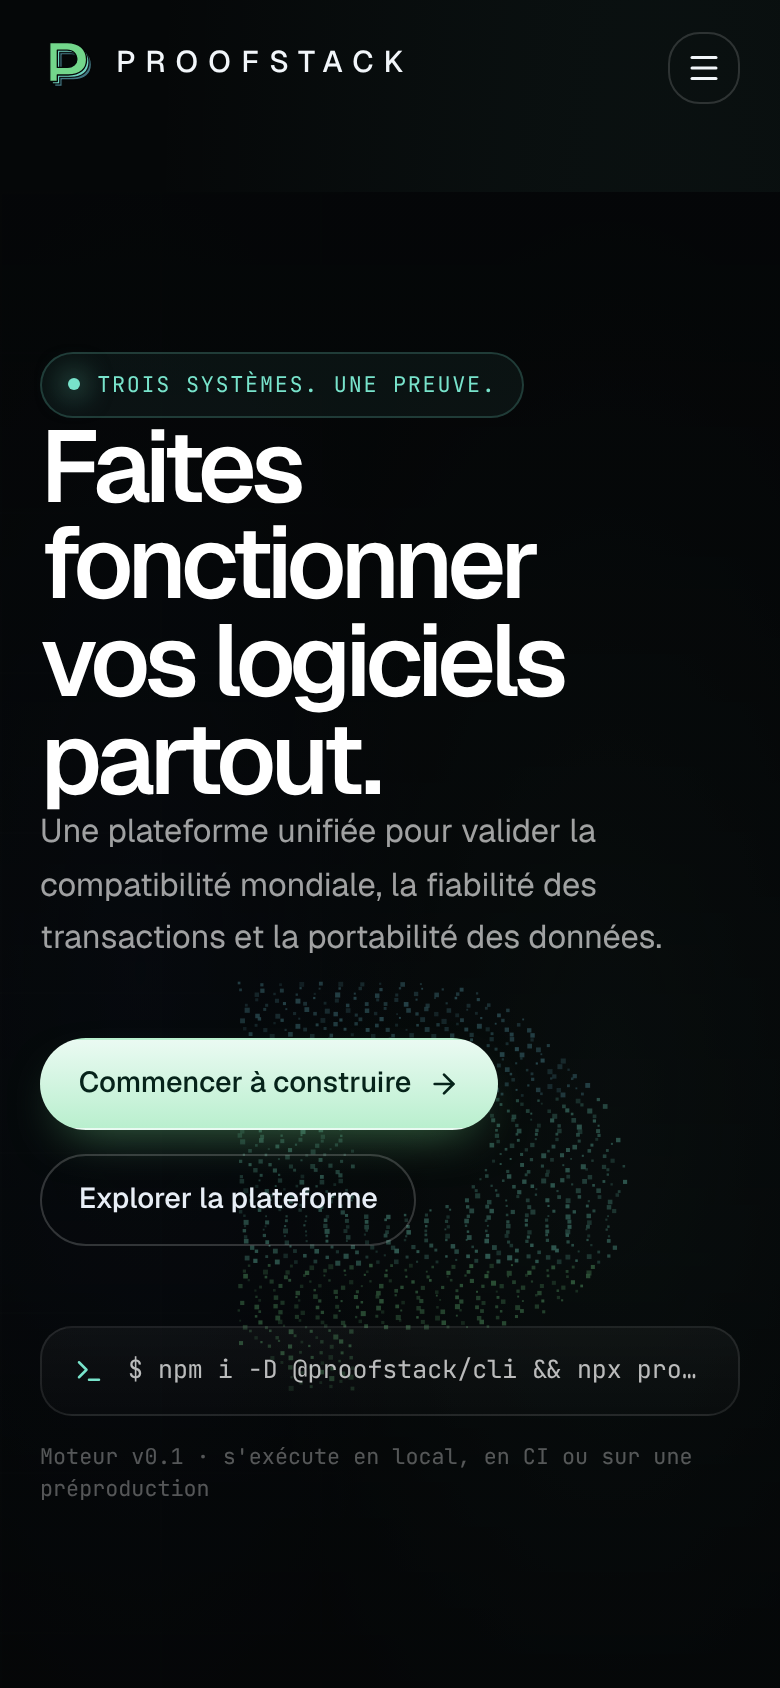 PROOFSTACK
TROIS SYSTÈMES. UNE PREUVE.
Faites
fonctionner
vos logiciels
partout.
Une plateforme unifiée pour valider la
compatibilité mondiale, la fiabilité des
transactions et la portabilité des données.
Commencer à construire →
Explorer la plateforme
$ npm i -D @proofstack/cli && npx pro…
Moteur v0.1 · s'exécute en local, en CI ou sur une
préproduction